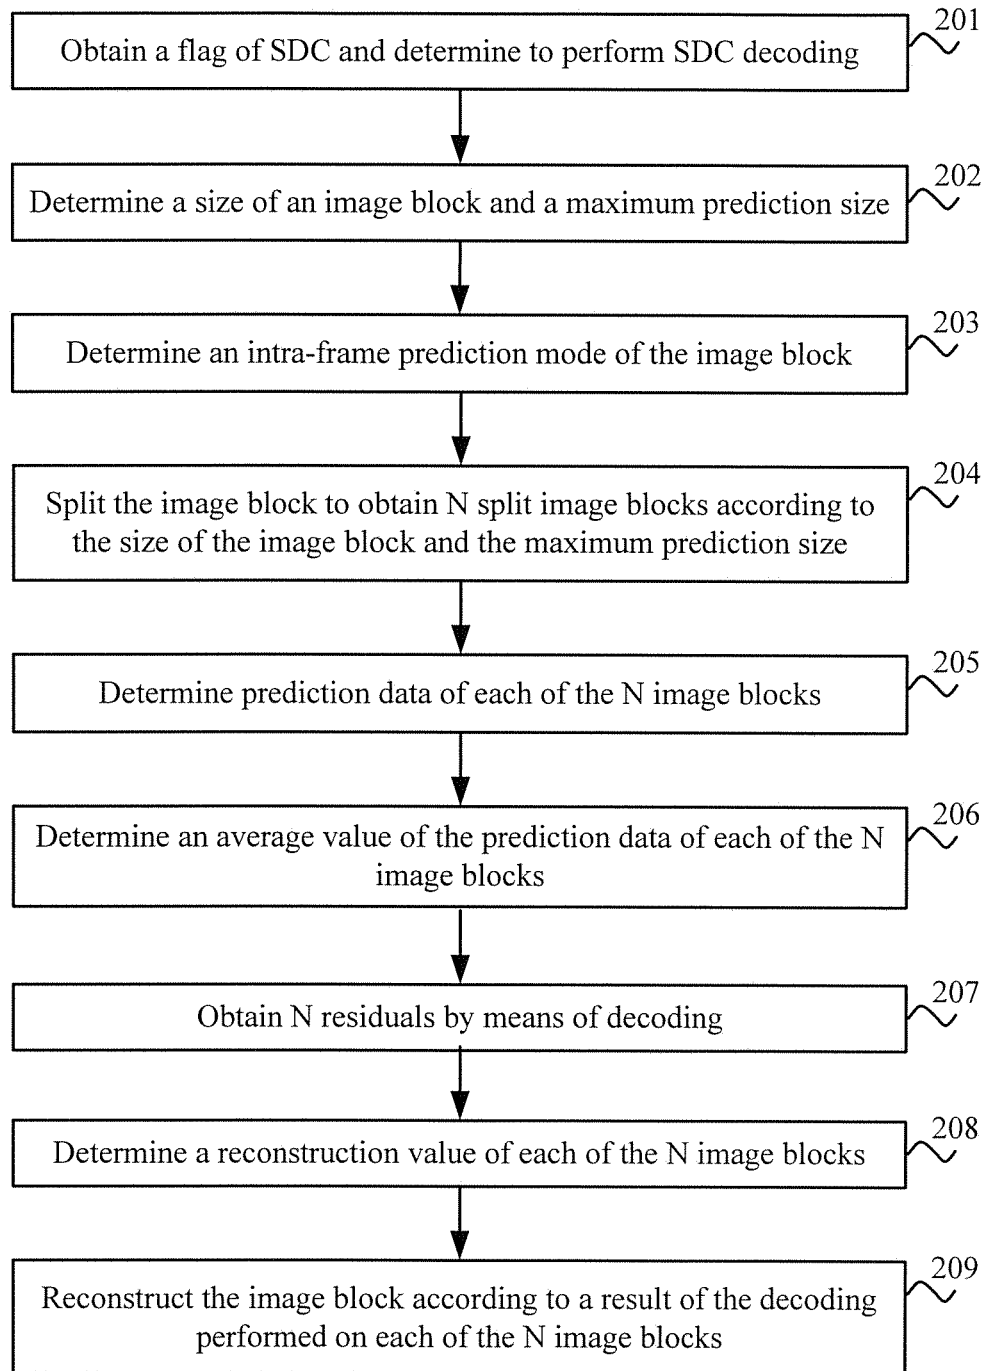 201
Obtain a flag of SDC and determine to perform SDC decoding
202
Determine a size of an image block and a maximum prediction size
203
Determine an intra-frame prediction mode of the image block
204
Split the image block to obtain N split image blocks according to
the size of the image block and the maximum prediction size
205
Determine prediction data of each of the N image blocks
206
Determine an average value of the prediction data of each of the N
image blocks
207
Obtain N residuals by means of decoding
208
Determine a reconstruction value of each of the N image blocks
209
Reconstruct the image block according to a result of the decoding
performed on each of the N image blocks